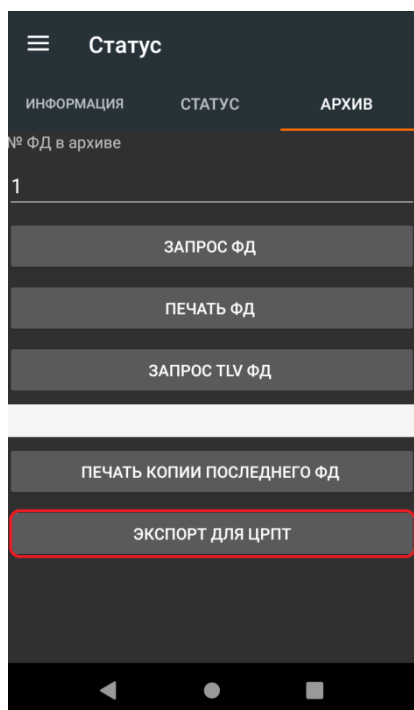 Статус
ИНФОРМАЦИЯ СТАТУС АРХИВ
№ ФД в архиве
1
ЗАПРОС ФД
ПЕЧАТЬ ФД
ЗАПРОС TLV ФД
ПЕЧАТЬ КОПИИ ПОСЛЕДНЕГО ФД
ЭКСПОРТ ДЛЯ ЦРПТ